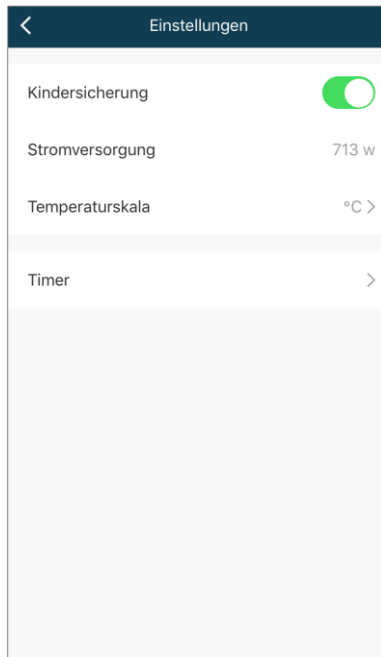 Einstellungen
Kindersicherung
Stromversorgung 713 w
Temperaturskala °C
Timer